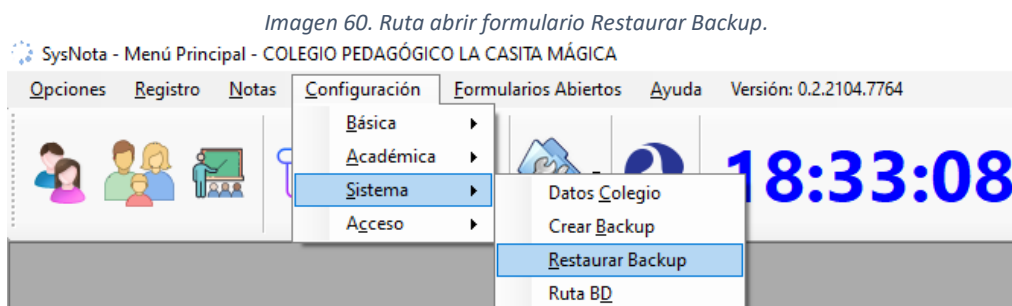 Imagen 60. Ruta abrir formulario Restaurar Backup.
SysNota - Menú Principal - COLEGIO PEDAGÓGICO LA CASITA MÁGICA
Opciones Registro Notas Configuración Formularios Abiertos Ayuda Versión: 0.2.2104.7764
Básica
Académica
Sistema
Acceso
18:33:08
Datos Colegio
Crear Backup
Restaurar Backup
Ruta BD